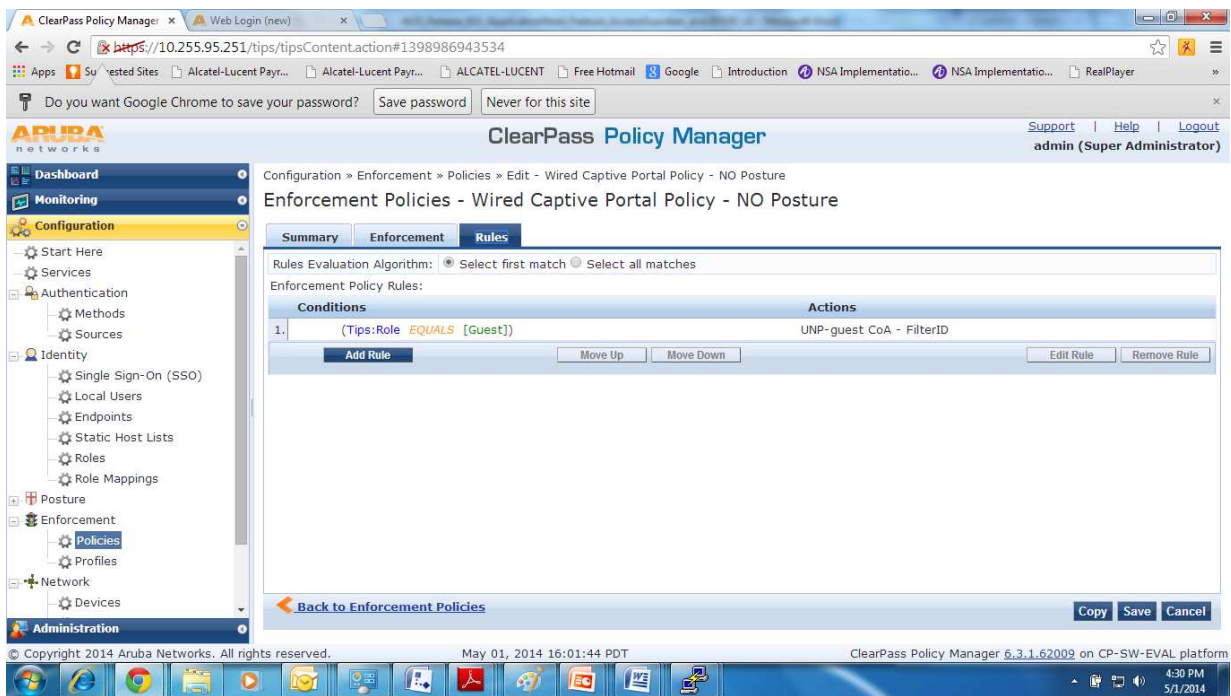 ClearPass Policy Manager
Web Login (new)
https://10.255.95.251/tips/tipsContent.action#1398986943534
Apps
Alcatel-Lucent Payr...
Alcatel-Lucent Payr...
ALCATEL-LUCENT
Free Hotmail
Google
Introduction
NSA Implementatio...
NSA Implementatio...
RealPlayer
»
Do you want Google Chrome to save your password? Save password Never for this site
ARUBA
networks
ClearPass Policy Manager
Support | Help | Logout
admin (Super Administrator)
Dashboard
Monitoring
Configuration
Start Here
Services
Authentication
Methods
Sources
Identity
Single Sign-On (SSO)
Local Users
Endpoints
Static Host Lists
Roles
Role Mappings
Posture
Enforcement
Policies
Profiles
Network
Devices
Administration
Configuration » Enforcement » Policies » Edit - Wired Captive Portal Policy - NO Posture
Enforcement Policies - Wired Captive Portal Policy - NO Posture
Summary Enforcement Rules
Rules Evaluation Algorithm: Select first match Select all matches
Enforcement Policy Rules:
Conditions Actions
1. (Tips:Role EQUALS [Guest]) UNP-guest CoA - FilterID
Add Rule Move Up Move Down Edit Rule Remove Rule
Back to Enforcement Policies
Copy Save Cancel
© Copyright 2014 Aruba Networks. All rights reserved. May 01, 2014 16:01:44 PDT ClearPass Policy Manager 6.3.1.62009 on CP-SW-EVAL platform
4:30 PM
5/1/2014